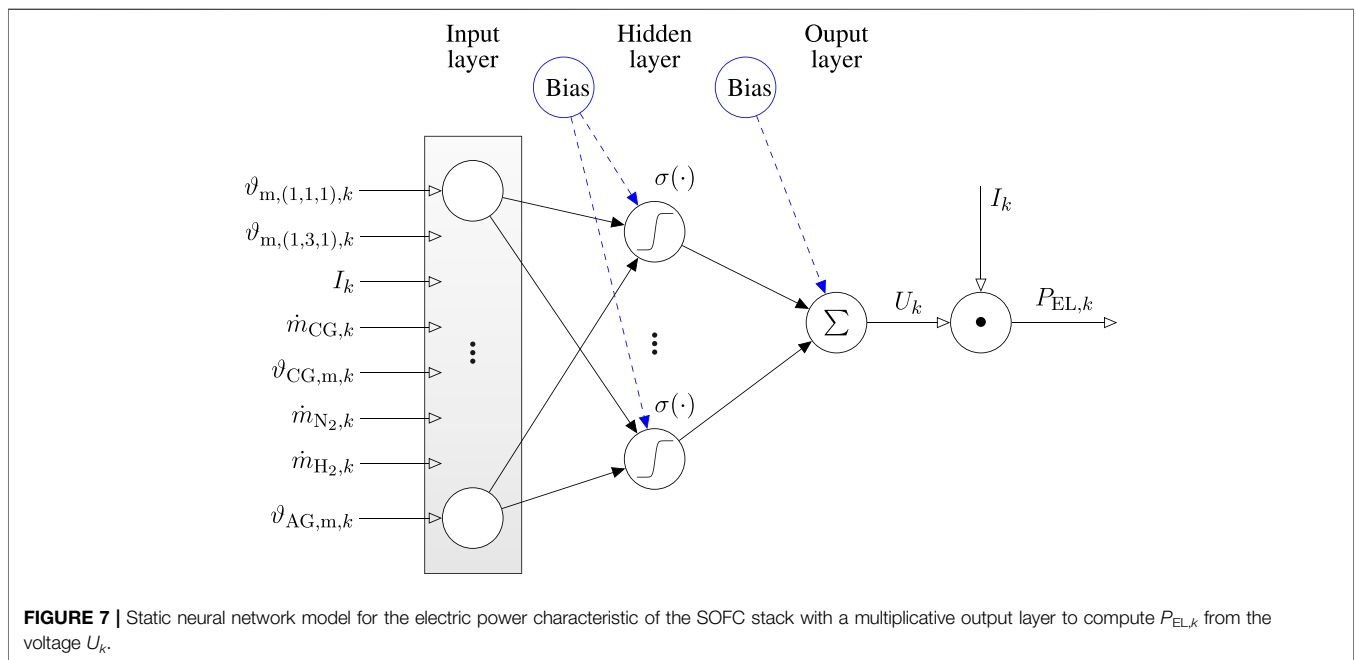 Input
layer
Hidden
layer
Ouput
layer
Bias
Bias
ϑm,(1,1,1),k
ϑm,(1,3,1),k
Ik
ṁCG,k
ϑCG,m,k
ṁN2,k
ṁH2,k
ϑAG,m,k
σ(·)
σ(·)
Σ
Uk
Ik
PEL,k
FIGURE 7 | Static neural network model for the electric power characteristic of the SOFC stack with a multiplicative output layer to compute PEL,k from the
voltage Uk.